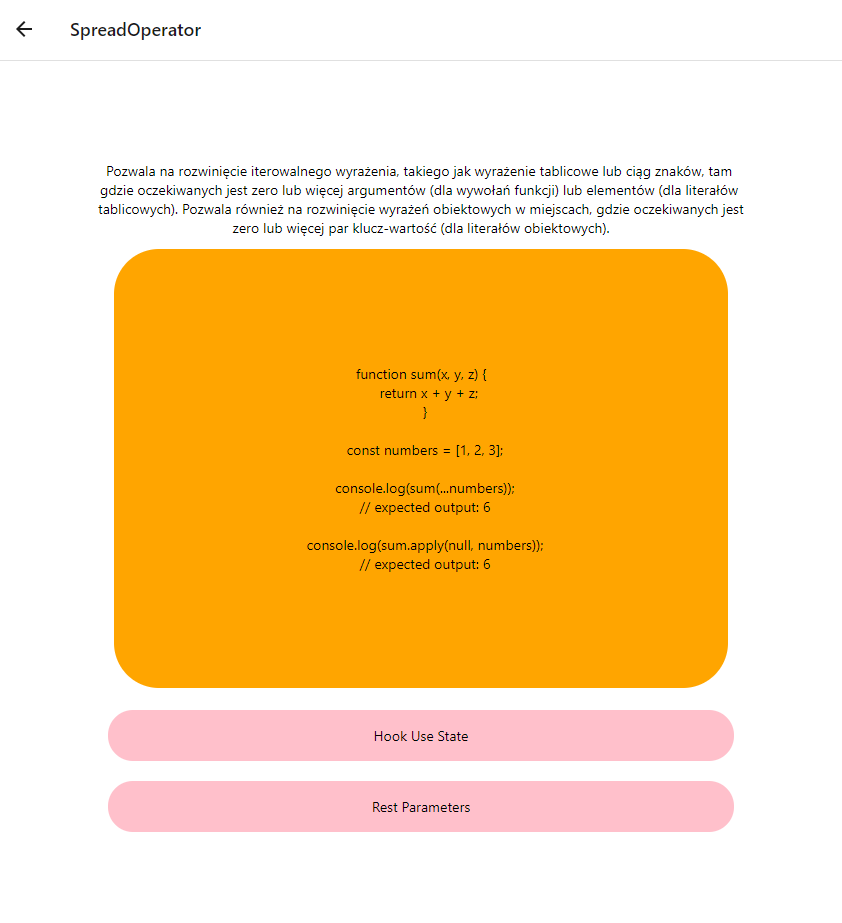 SpreadOperator
Pozwala na rozwinięcie iterowalnego wyrażenia, takiego jak wyrażenie tablicowe lub ciąg znaków, tam
gdzie oczekiwanych jest zero lub więcej argumentów (dla wywołań funkcji) lub elementów (dla literałów
tablicowych). Pozwala również na rozwinięcie wyrażeń obiektowych w miejscach, gdzie oczekiwanych jest
zero lub więcej par klucz-wartość (dla literałów obiektowych).
function sum(x, y, z) {
return x + y + z;
}
const numbers = [1, 2, 3];
console.log(sum(...numbers));
// expected output: 6
console.log(sum.apply(null, numbers));
// expected output: 6
Hook Use State
Rest Parameters